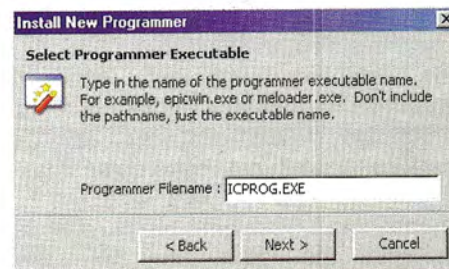 Install New Programmer
Select Programmer Executable
Type in the name of the programmer executable name.
For example, epicwin.exe or meloader.exe. Don't include
the pathname, just the executable name.
Programmer Filename : ICPROG.EXE
< Back
Next >
Cancel